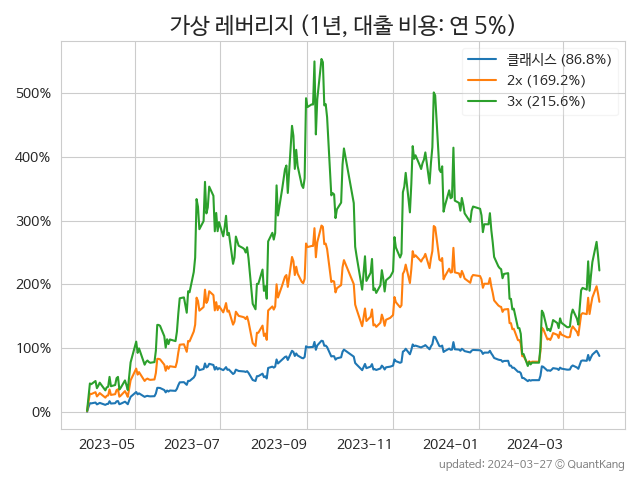 가상 레버리지 (1년, 대출 비용: 연 5%)
클래시스 (86.8%)
2x (169.2%)
3x (215.6%)
500%
400%
300%
200%
100%
0%
2023-05 2023-07 2023-09 2023-11 2024-01 2024-03
updated: 2024-03-27 © QuantKang